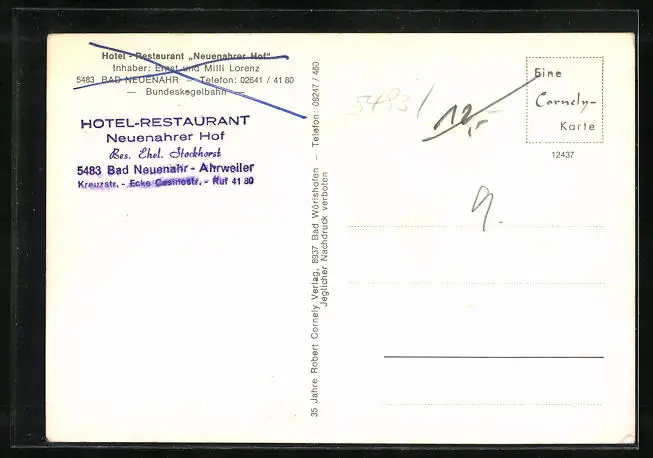 Hotel - Restaurant „Neuenahrer Hof"
Inhaber: Ernst und Milli Lorenz
5483 BAD NEUENAHR – Telefon: 02641 / 41 80
— Bundeskegelbahn —
HOTEL-RESTAURANT
Neuenahrer Hof
Bes. Ehel. Stockhorst
5483 Bad Neuenahr - Ahrweiler
Kreuzstr. - Ecke Casinostr. - Ruf 41 80
35 Jahre Robert Cornely Verlag, 8937 Bad Wörishofen – Telefon: 08247 / 460
Jeglicher Nachdruck verboten
5483 /
12,-
Eine
Cornely-
Karte
12437